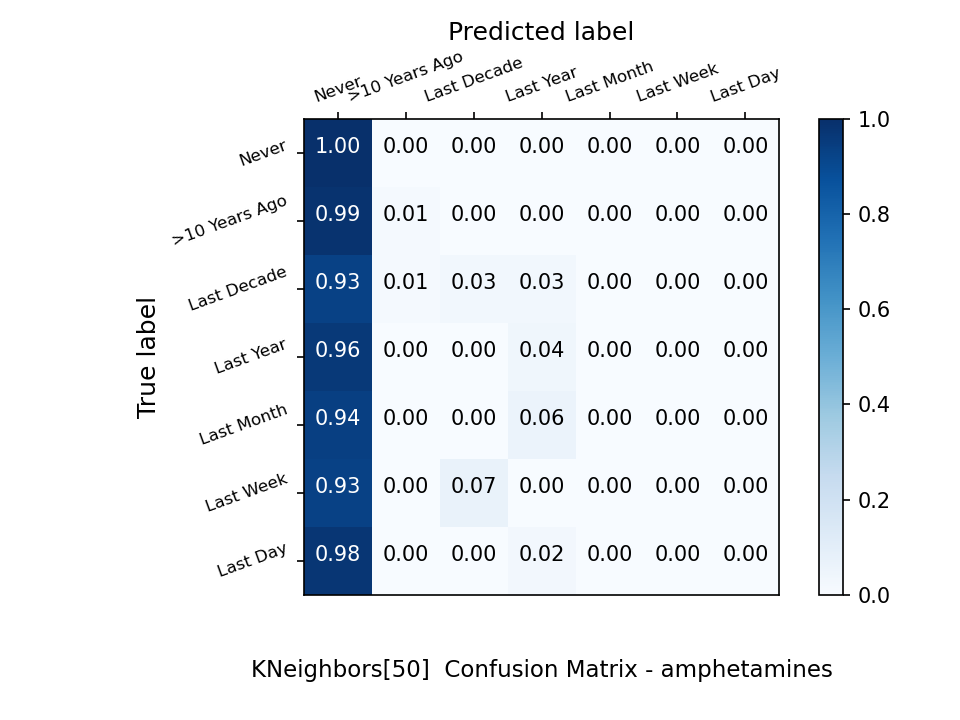 Predicted label
Never >10 Years Ago Last Decade Last Year Last Month Last Week Last Day
True label
Never 1.00 0.00 0.00 0.00 0.00 0.00 0.00
>10 Years Ago 0.99 0.01 0.00 0.00 0.00 0.00 0.00
Last Decade 0.93 0.01 0.03 0.03 0.00 0.00 0.00
Last Year 0.96 0.00 0.00 0.04 0.00 0.00 0.00
Last Month 0.94 0.00 0.00 0.06 0.00 0.00 0.00
Last Week 0.93 0.00 0.07 0.00 0.00 0.00 0.00
Last Day 0.98 0.00 0.00 0.02 0.00 0.00 0.00
1.0
0.8
0.6
0.4
0.2
0.0
KNeighbors[50]  Confusion Matrix - amphetamines